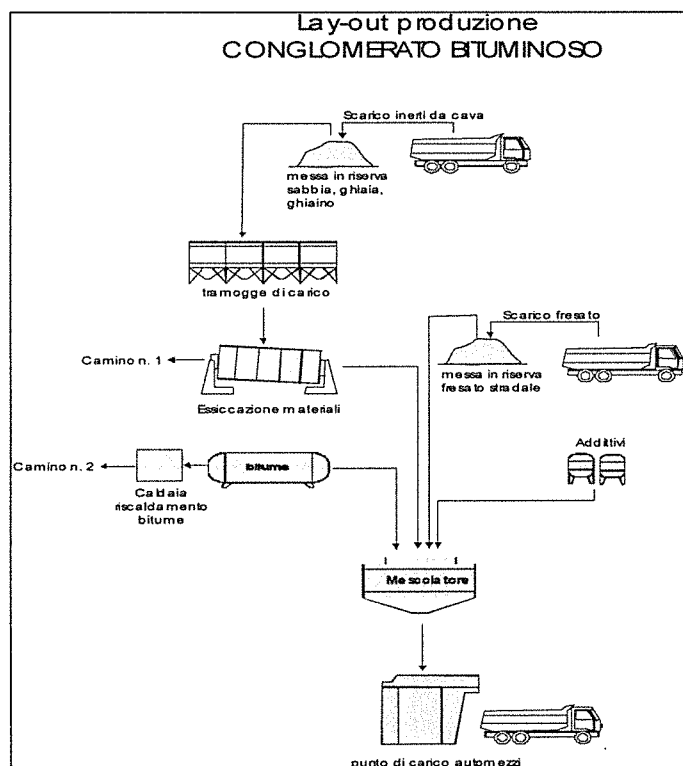 Lay-out produzione
CONGLOMERATO BITUMINOSO
Scarico inerti da cava
messa in riserva
sabbia, ghiaia,
ghiaino
tramogge di carico
Scarico fresato
Camino n. 1
messa in riserva
fresato stradale
Essiccazione materiali
Addittivi
Camino n. 2
bitume
Caldaia
riscaldamento
bitume
Mescolatore
punto di carico automezzi